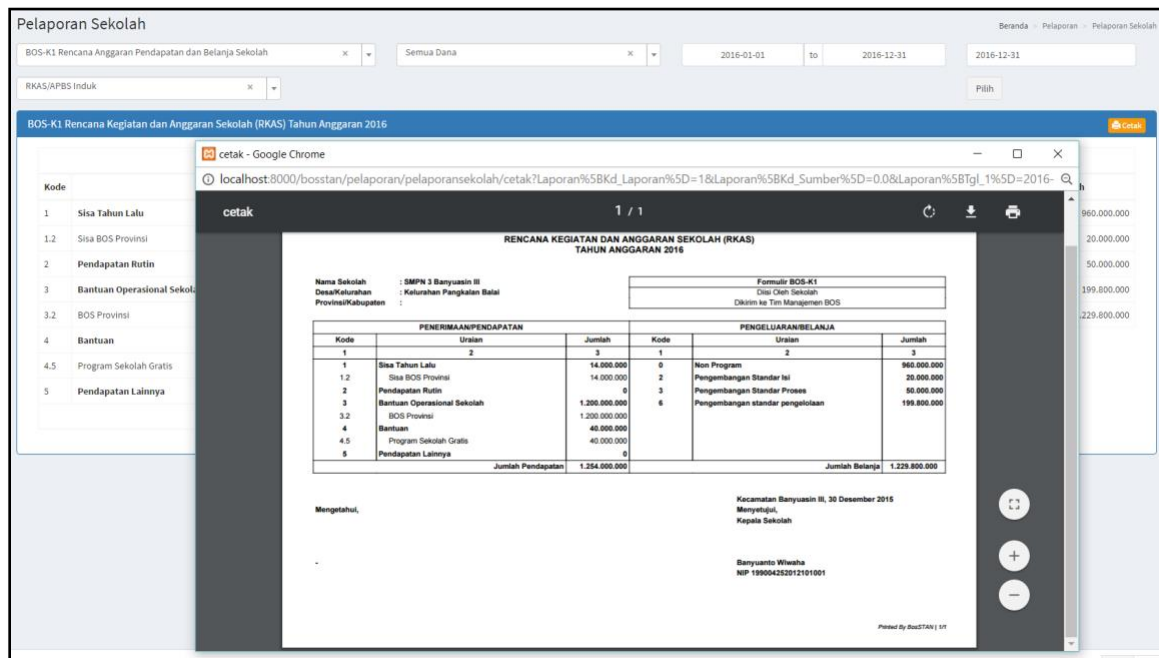 Pelaporan Sekolah
Beranda > Pelaporan > Pelaporan Sekolah
BOS-K1 Rencana Anggaran Pendapatan dan Belanja Sekolah ×
Semua Dana ×
2016-01-01 to 2016-12-31
2016-12-31
RKAS/APBS Induk ×
Pilih
BOS-K1 Rencana Kegiatan dan Anggaran Sekolah (RKAS) Tahun Anggaran 2016
Cetak
Kode
h
1 Sisa Tahun Lalu 960.000.000
1.2 Sisa BOS Provinsi 20.000.000
2 Pendapatan Rutin 50.000.000
3 Bantuan Operasional Sekola 199.800.000
3.2 BOS Provinsi .229.800.000
4 Bantuan
4.5 Program Sekolah Gratis
5 Pendapatan Lainnya
cetak - Google Chrome
localhost:8000/bosstan/pelaporan/pelaporansekolah/cetak?Laporan%5BKd_Laporan%5D=1&Laporan%5BKd_Sumber%5D=0.0&Laporan%5BTgl_1%5D=2016-
cetak 1 / 1
RENCANA KEGIATAN DAN ANGGARAN SEKOLAH (RKAS)
TAHUN ANGGARAN 2016
Nama Sekolah : SMPN 3 Banyuasin III
Desa/Kelurahan : Kelurahan Pangkalan Balai
Provinsi/Kabupaten :
Formulir BOS-K1
Diisi Oleh Sekolah
Dikirim ke Tim Manajemen BOS
PENERIMAAN/PENDAPATAN PENGELUARAN/BELANJA
Kode Uraian Jumlah Kode Uraian Jumlah
1 2 3 1 2 3
1 Sisa Tahun Lalu 14.000.000 0 Non Program 960.000.000
1.2 Sisa BOS Provinsi 14.000.000 2 Pengembangan Standar Isi 20.000.000
2 Pendapatan Rutin 0 3 Pengembangan Standar Proses 50.000.000
3 Bantuan Operasional Sekolah 1.200.000.000 6 Pengembangan standar pengelolaan 199.800.000
3.2 BOS Provinsi 1.200.000.000
4 Bantuan 40.000.000
4.5 Program Sekolah Gratis 40.000.000
5 Pendapatan Lainnya 0
Jumlah Pendapatan 1.254.000.000 Jumlah Belanja 1.229.800.000
Kecamatan Banyuasin III, 30 Desember 2015
Mengetahui, Menyetujui,
Kepala Sekolah
-
Banyuanto Wiwaha
NIP 199004252012101001
Printed By BosSTAN | 1/1